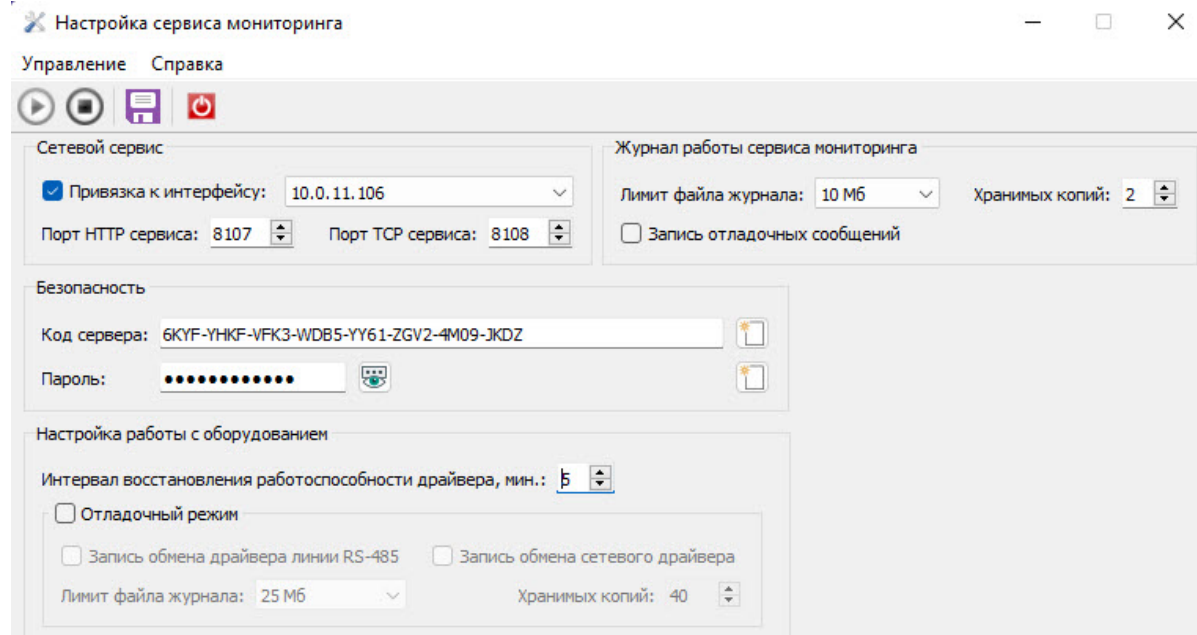 Настройка сервиса мониторинга
Управление Справка
Сетевой сервис
Привязка к интерфейсу: 10.0.11.106
Порт HTTP сервиса: 8107 Порт TCP сервиса: 8108
Журнал работы сервиса мониторинга
Лимит файла журнала: 10 Мб Хранимых копий: 2
Запись отладочных сообщений
Безопасность
Код сервера: 6KYF-YHKF-VFK3-WDB5-YY61-ZGV2-4M09-JKDZ
Пароль: ••••••••••••
Настройка работы с оборудованием
Интервал восстановления работоспособности драйвера, мин.: 5
Отладочный режим
Запись обмена драйвера линии RS-485 Запись обмена сетевого драйвера
Лимит файла журнала: 25 Мб Хранимых копий: 40